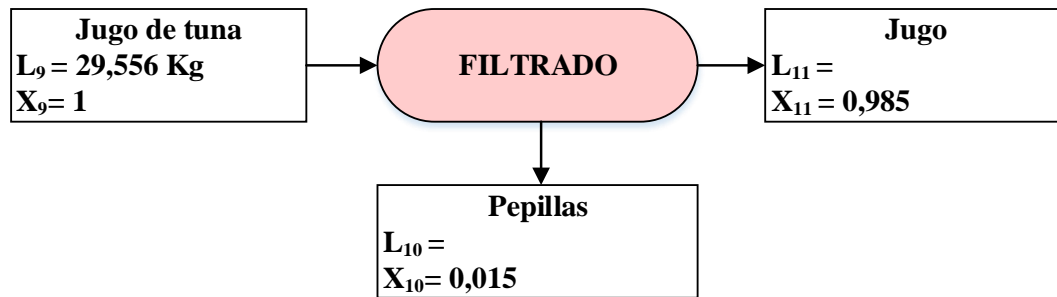 Jugo de tuna
L₉ = 29,556 Kg
X₉= 1
FILTRADO
Jugo
L₁₁ =
X₁₁ = 0,985
Pepillas
L₁₀ =
X₁₀= 0,015